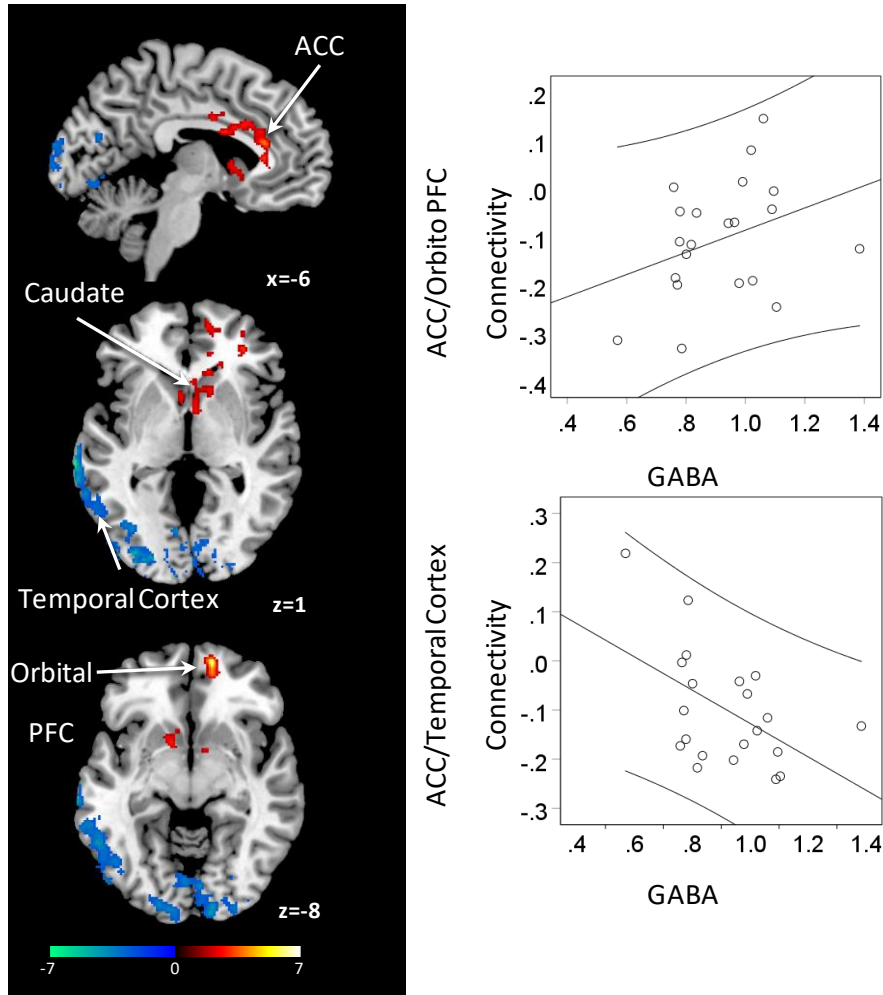 ACC
x=-6
Caudate
Temporal Cortex
z=1
Orbital
PFC
z=-8
-7 0 7
ACC/Orbito PFC
Connectivity
.2
.1
.0
-.1
-.2
-.3
-.4
.4 .6 .8 1.0 1.2 1.4
GABA
ACC/Temporal Cortex
Connectivity
.3
.2
.1
.0
-.1
-.2
-.3
.4 .6 .8 1.0 1.2 1.4
GABA